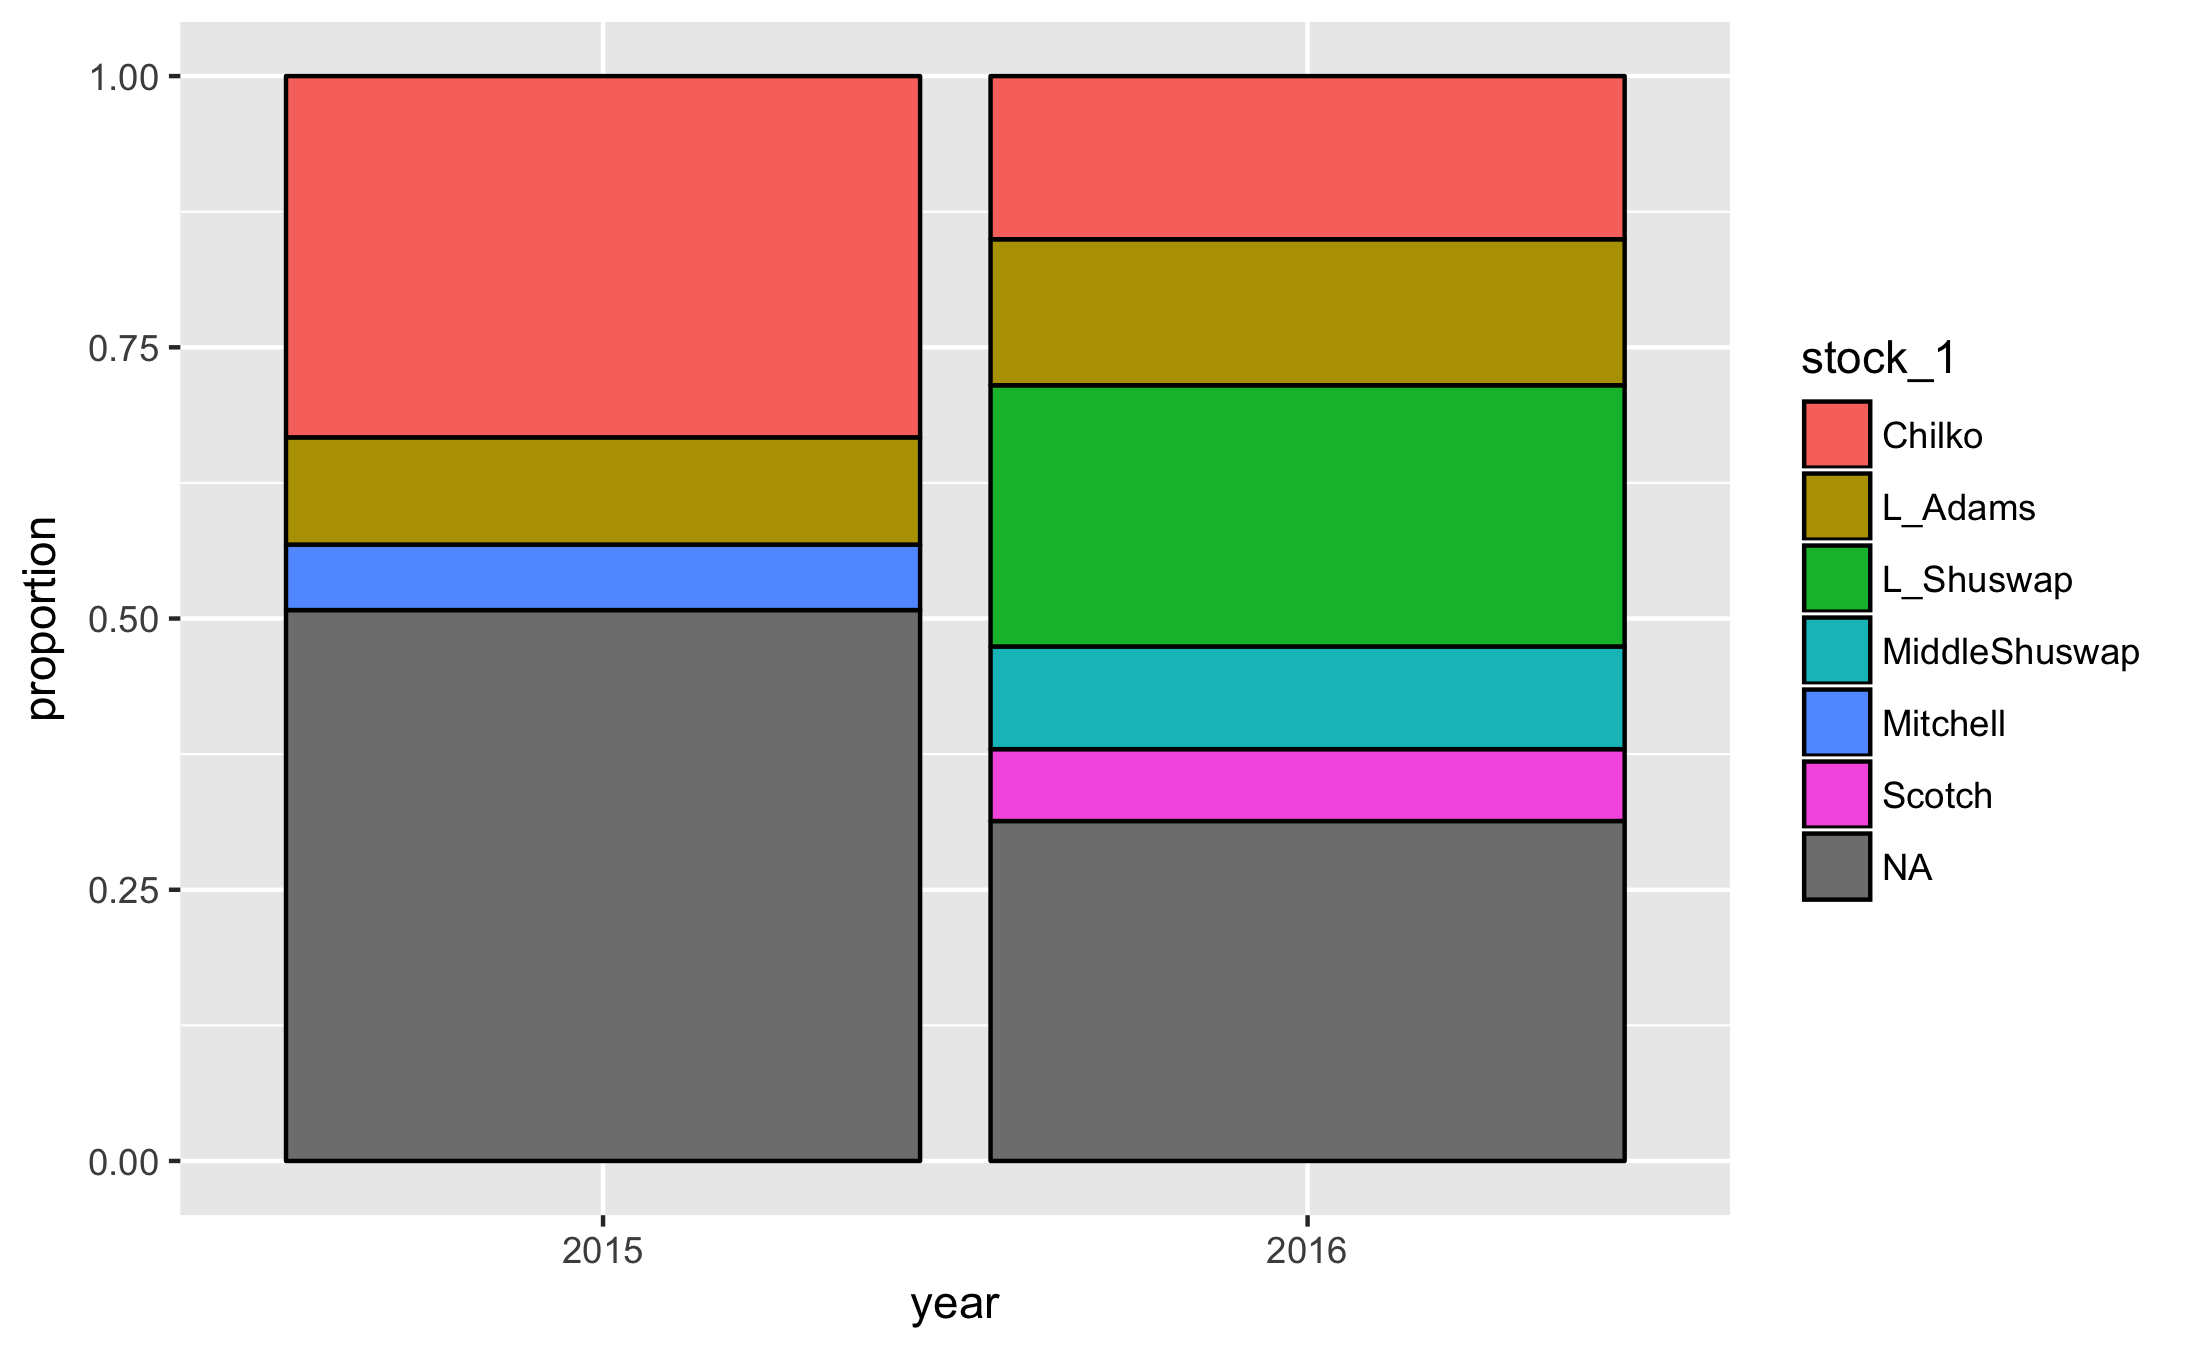 proportion
1.00
0.75
0.50
0.25
0.00
2015
2016
year
stock_1
Chilko
L_Adams
L_Shuswap
MiddleShuswap
Mitchell
Scotch
NA